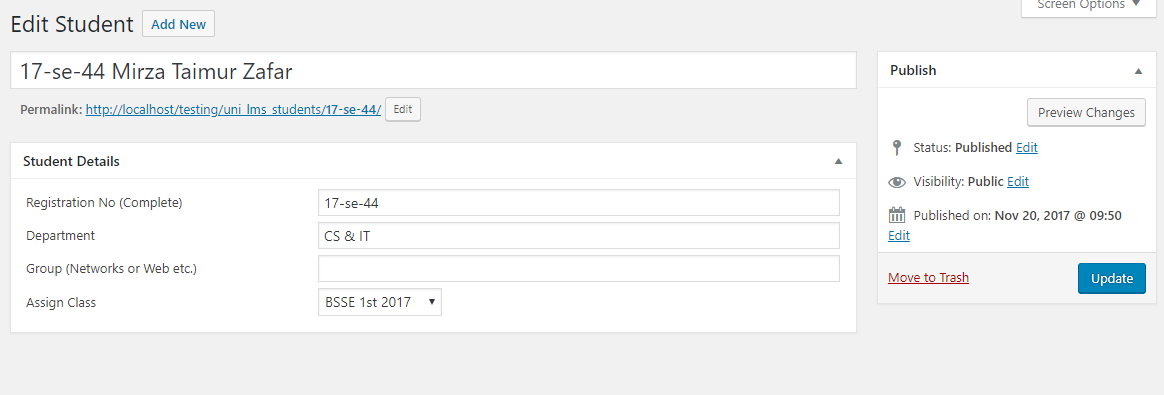 Screen Options
Edit Student Add New
17-se-44 Mirza Taimur Zafar
Permalink: http://localhost/testing/uni_lms_students/17-se-44/ Edit
Student Details
Registration No (Complete) 17-se-44
Department CS & IT
Group (Networks or Web etc.)
Assign Class BSSE 1st 2017
Publish
Preview Changes
Status: Published Edit
Visibility: Public Edit
Published on: Nov 20, 2017 @ 09:50
Edit
Move to Trash Update